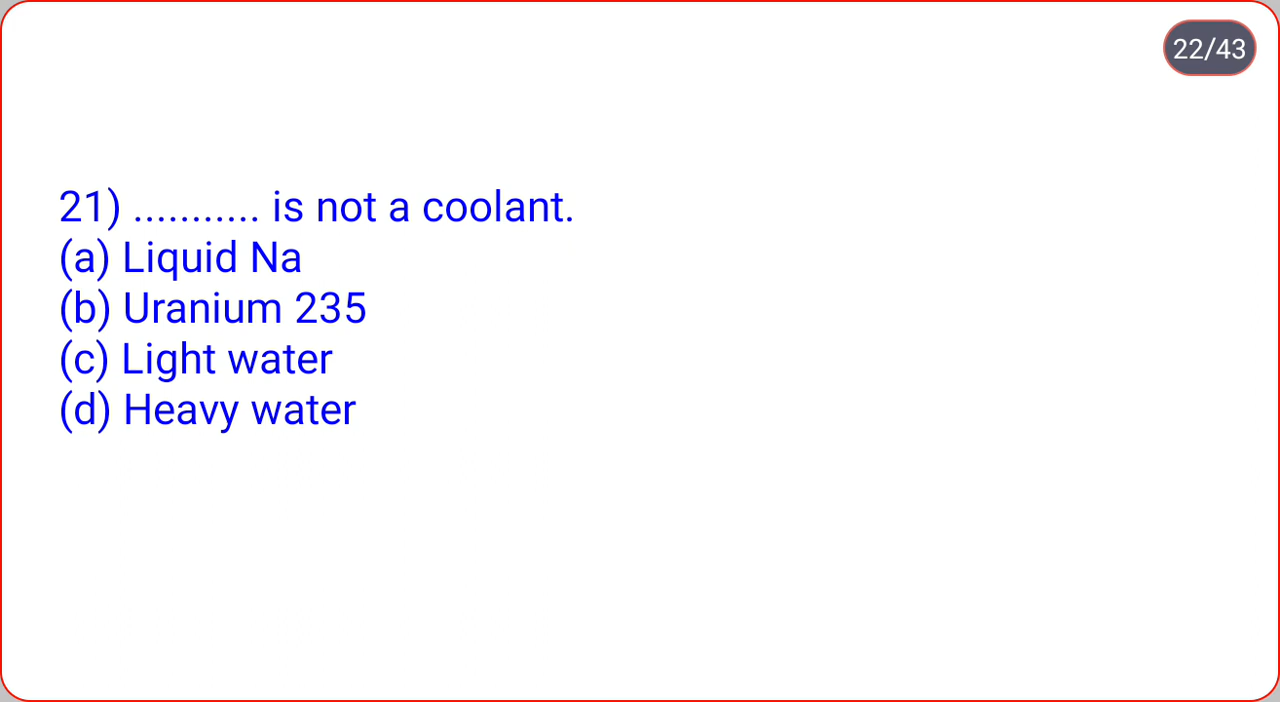 22/43
21) ........... is not a coolant.
(a) Liquid Na
(b) Uranium 235
(c) Light water
(d) Heavy water